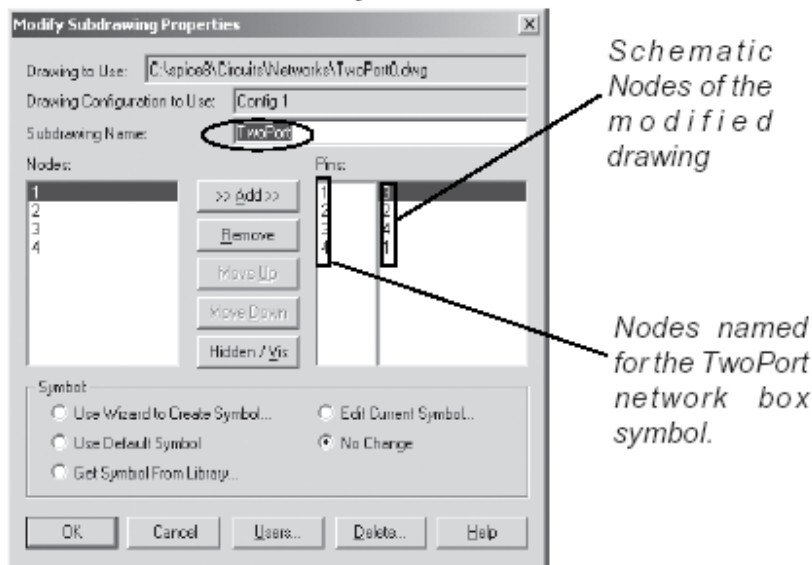 Modify Subdrawing Properties
Drawing to Use: C:\spice8\Circuits\Networks\TwoPort0.dwg
Drawing Configuration to Use: Config 1
Subdrawing Name: TwoPort
Nodes:
Pins:
1
2
3
4
>> Add >>
Remove
Move Up
Move Down
Hidden / Vis
1
2
3
4
3
2
4
1
Symbol
Use Wizard to Create Symbol...
Edit Current Symbol...
Use Default Symbol
No Change
Get Symbol From Library...
OK
Cancel
Users...
Delete...
Help
Schematic
Nodes of the
modified
drawing
Nodes named
for the TwoPort
network box
symbol.